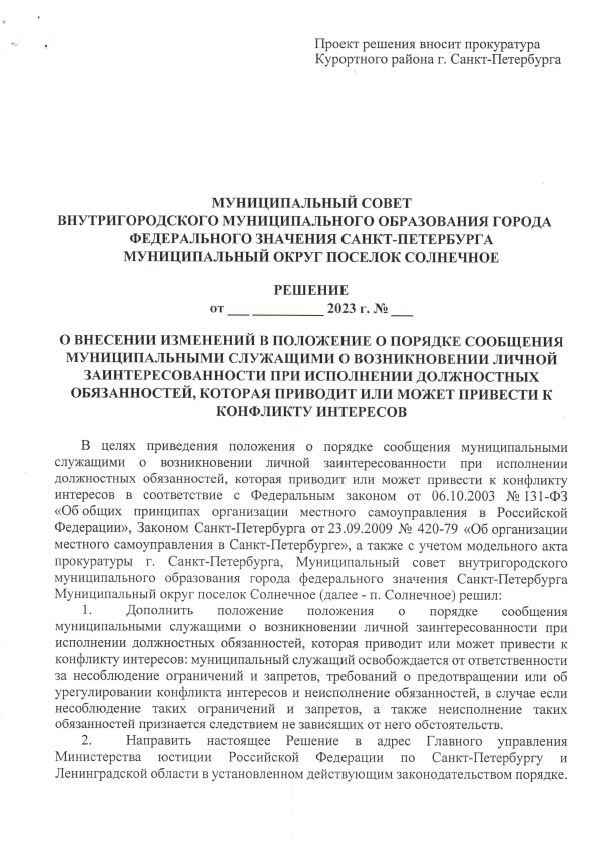 Проект решения вносит прокуратура
Курортного района г. Санкт-Петербурга
МУНИЦИПАЛЬНЫЙ СОВЕТ
ВНУТРИГОРОДСКОГО МУНИЦИПАЛЬНОГО ОБРАЗОВАНИЯ ГОРОДА
ФЕДЕРАЛЬНОГО ЗНАЧЕНИЯ САНКТ-ПЕТЕРБУРГА
МУНИЦИПАЛЬНЫЙ ОКРУГ ПОСЕЛОК СОЛНЕЧНОЕ
РЕШЕНИЕ
от ___ __________ 2023 г. № ___
О ВНЕСЕНИИ ИЗМЕНЕНИЙ В ПОЛОЖЕНИЕ О ПОРЯДКЕ СООБЩЕНИЯ
МУНИЦИПАЛЬНЫМИ СЛУЖАЩИМИ О ВОЗНИКНОВЕНИИ ЛИЧНОЙ
ЗАИНТЕРЕСОВАННОСТИ ПРИ ИСПОЛНЕНИИ ДОЛЖНОСТНЫХ
ОБЯЗАННОСТЕЙ, КОТОРАЯ ПРИВОДИТ ИЛИ МОЖЕТ ПРИВЕСТИ К
КОНФЛИКТУ ИНТЕРЕСОВ
В целях приведения положения о порядке сообщения муниципальными
служащими о возникновении личной заинтересованности при исполнении
должностных обязанностей, которая приводит или может привести к конфликту
интересов в соответствие с Федеральным законом от 06.10.2003 № 131-ФЗ
«Об общих принципах организации местного самоуправления в Российской
Федерации», Законом Санкт-Петербурга от 23.09.2009 № 420-79 «Об организации
местного самоуправления в Санкт-Петербурге», а также с учетом модельного акта
прокуратуры г. Санкт-Петербурга, Муниципальный совет внутригородского
муниципального образования города федерального значения Санкт-Петербурга
Муниципальный округ поселок Солнечное (далее - п. Солнечное) решил:
1. Дополнить положение положения о порядке сообщения
муниципальными служащими о возникновении личной заинтересованности при
исполнении должностных обязанностей, которая приводит или может привести к
конфликту интересов: муниципальный служащий освобождается от ответственности
за несоблюдение ограничений и запретов, требований о предотвращении или об
урегулировании конфликта интересов и неисполнение обязанностей, в случае если
несоблюдение таких ограничений и запретов, а также неисполнение таких
обязанностей признается следствием не зависящих от него обстоятельств.
2. Направить настоящее Решение в адрес Главного управления
Министерства юстиции Российской Федерации по Санкт-Петербургу и
Ленинградской области в установленном действующим законодательством порядке.